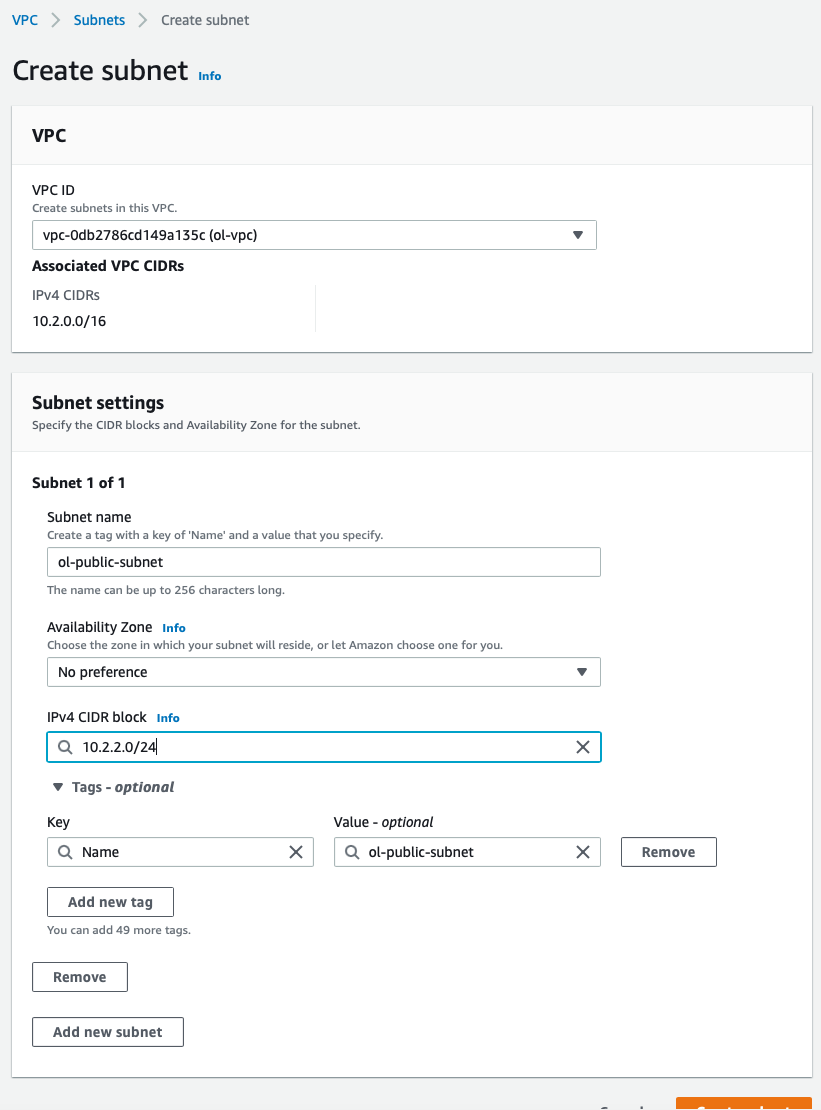 VPC > Subnets > Create subnet
Create subnet Info
VPC
VPC ID
Create subnets in this VPC.
vpc-0db2786cd149a135c (ol-vpc)
Associated VPC CIDRs
IPv4 CIDRs
10.2.0.0/16
Subnet settings
Specify the CIDR blocks and Availability Zone for the subnet.
Subnet 1 of 1
Subnet name
Create a tag with a key of 'Name' and a value that you specify.
ol-public-subnet
The name can be up to 256 characters long.
Availability Zone Info
Choose the zone in which your subnet will reside, or let Amazon choose one for you.
No preference
IPv4 CIDR block Info
10.2.2.0/24
Tags - optional
Key Value - optional
Name ol-public-subnet Remove
Add new tag
You can add 49 more tags.
Remove
Add new subnet